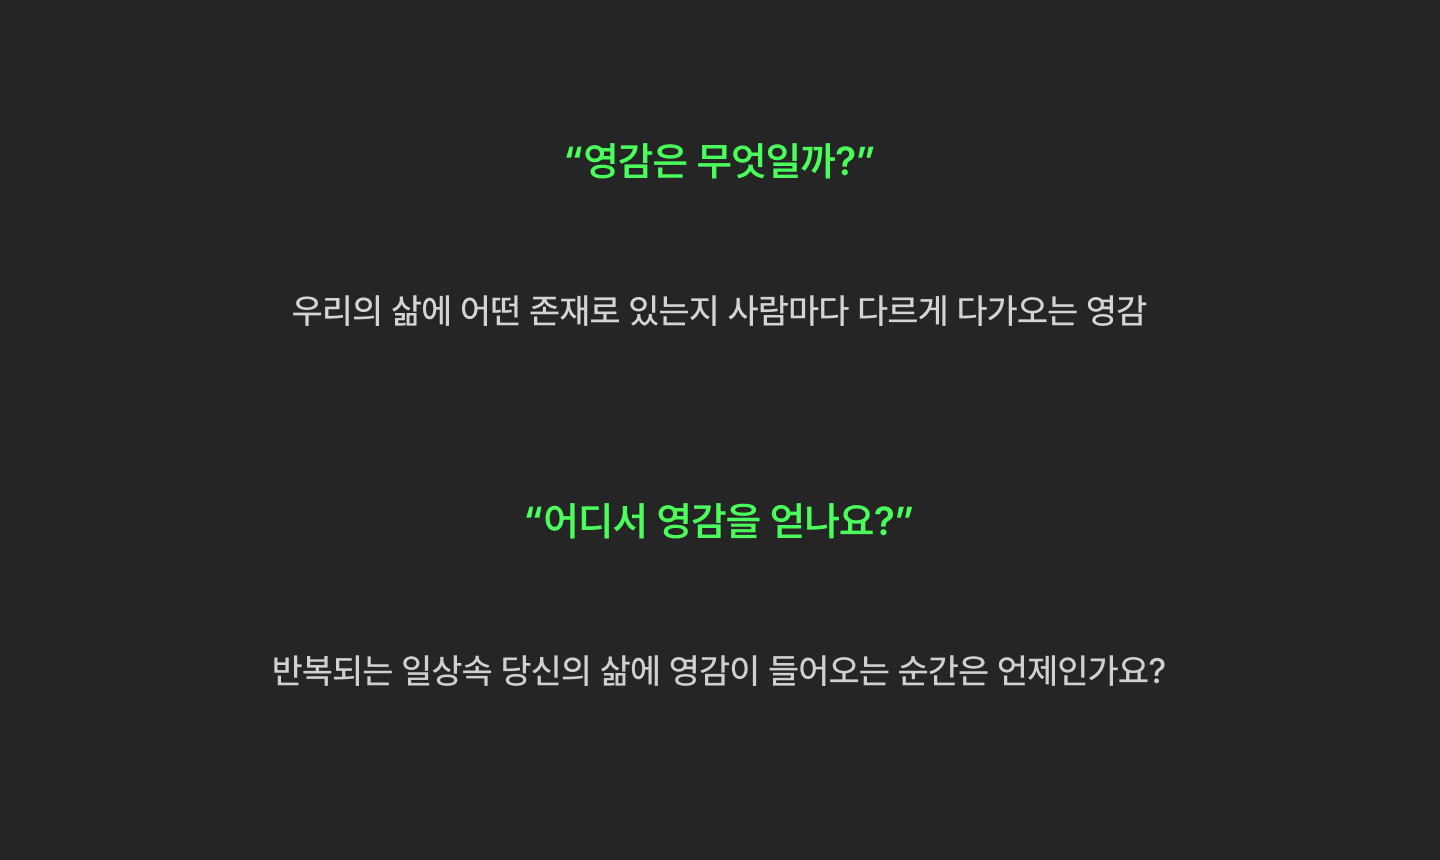 “영감은 무엇일까?”
우리의 삶에 어떤 존재로 있는지 사람마다 다르게 다가오는 영감
“어디서 영감을 얻나요?”
반복되는 일상속 당신의 삶에 영감이 들어오는 순간은 언제인가요?